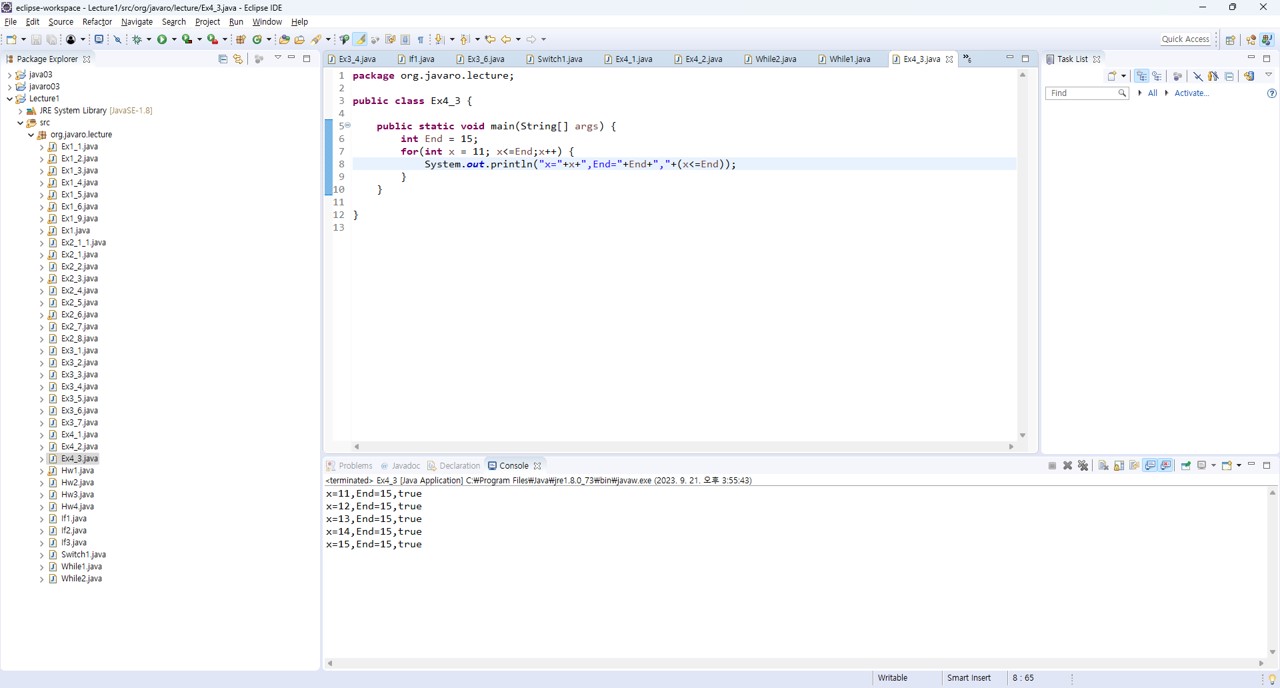 eclipse-workspace - Lecture1/src/org/javaro/lecture/Ex4_3.java - Eclipse IDE
File Edit Source Refactor Navigate Search Project Run Window Help
Quick Access
Package Explorer
java03
javaro03
Lecture1
JRE System Library [JavaSE-1.8]
src
org.javaro.lecture
Ex1_1.java
Ex1_2.java
Ex1_3.java
Ex1_4.java
Ex1_5.java
Ex1_6.java
Ex1_9.java
Ex1.java
Ex2_1_1.java
Ex2_1.java
Ex2_2.java
Ex2_3.java
Ex2_4.java
Ex2_5.java
Ex2_6.java
Ex2_7.java
Ex2_8.java
Ex3_1.java
Ex3_2.java
Ex3_3.java
Ex3_4.java
Ex3_5.java
Ex3_6.java
Ex3_7.java
Ex4_1.java
Ex4_2.java
Ex4_3.java
Hw1.java
Hw2.java
Hw3.java
Hw4.java
If1.java
If2.java
If3.java
Switch1.java
While1.java
While2.java
Ex3_4.java If1.java Ex3_6.java Switch1.java Ex4_1.java Ex4_2.java While2.java While1.java Ex4_3.java »5
1 package org.javaro.lecture;
2
3 public class Ex4_3 {
4
5 public static void main(String[] args) {
6 int End = 15;
7 for(int x = 11; x<=End;x++) {
8 System.out.println("x="+x+",End="+End+","+(x<=End));
9 }
10 }
11
12 }
13
Task List
Find All Activate...
Problems Javadoc Declaration Console
<terminated> Ex4_3 [Java Application] C:₩Program Files₩Java₩jre1.8.0_73₩bin₩javaw.exe (2023. 9. 21. 오후 3:55:43)
x=11,End=15,true
x=12,End=15,true
x=13,End=15,true
x=14,End=15,true
x=15,End=15,true
Writable Smart Insert 8 : 65